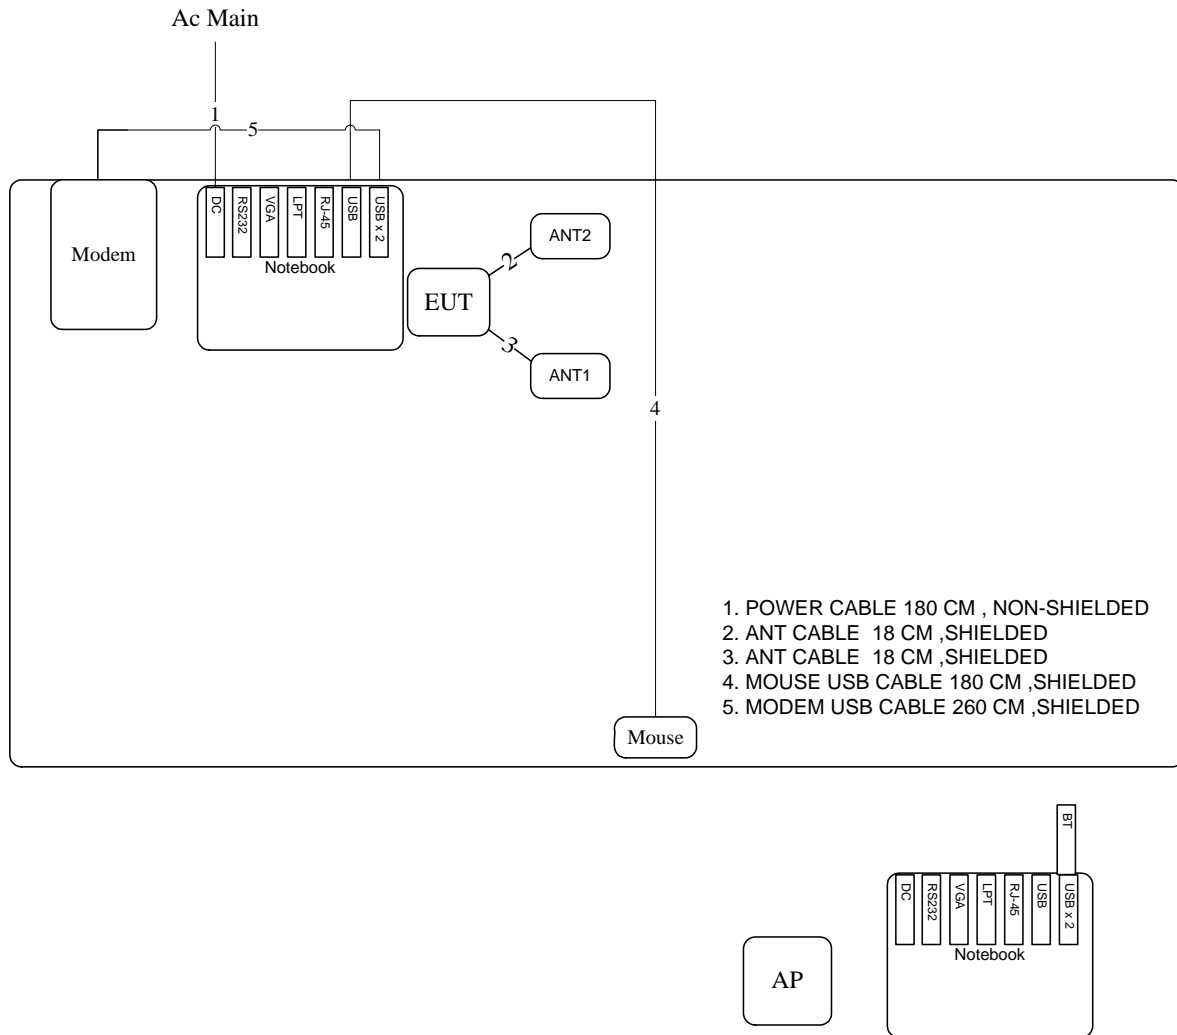 Ac Main
1
5
DC
RS232
VGA
LPT
RJ-45
USB
USB x 2
Notebook
Modem
EUT
2
ANT2
3
ANT1
4
1. POWER CABLE 180 CM , NON-SHIELDED
2. ANT CABLE  18 CM ,SHIELDED
3. ANT CABLE  18 CM ,SHIELDED
4. MOUSE USB CABLE 180 CM ,SHIELDED
5. MODEM USB CABLE 260 CM ,SHIELDED
Mouse
BT
DC
RS232
VGA
LPT
RJ-45
USB
USB x 2
Notebook
AP